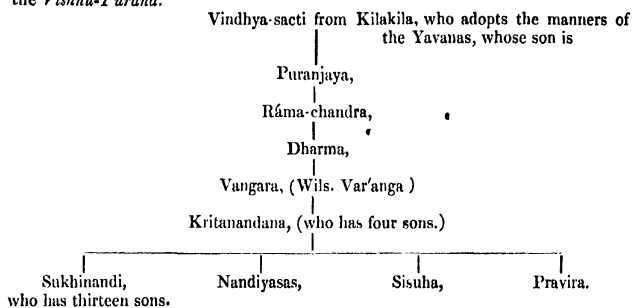 the Vishnu-Purana.
Vindhya-sacti from Kilakila, who adopts the manners of
the Yavanas, whose son is
Puranjaya,
Ráma-chandra,
Dharma,
Vangara, (Wils. Var'anga )
Kritanandana, (who has four sons.)
Sukhinandi, Nandiyasas, Sisuha, Pravira.
who has thirteen sons.